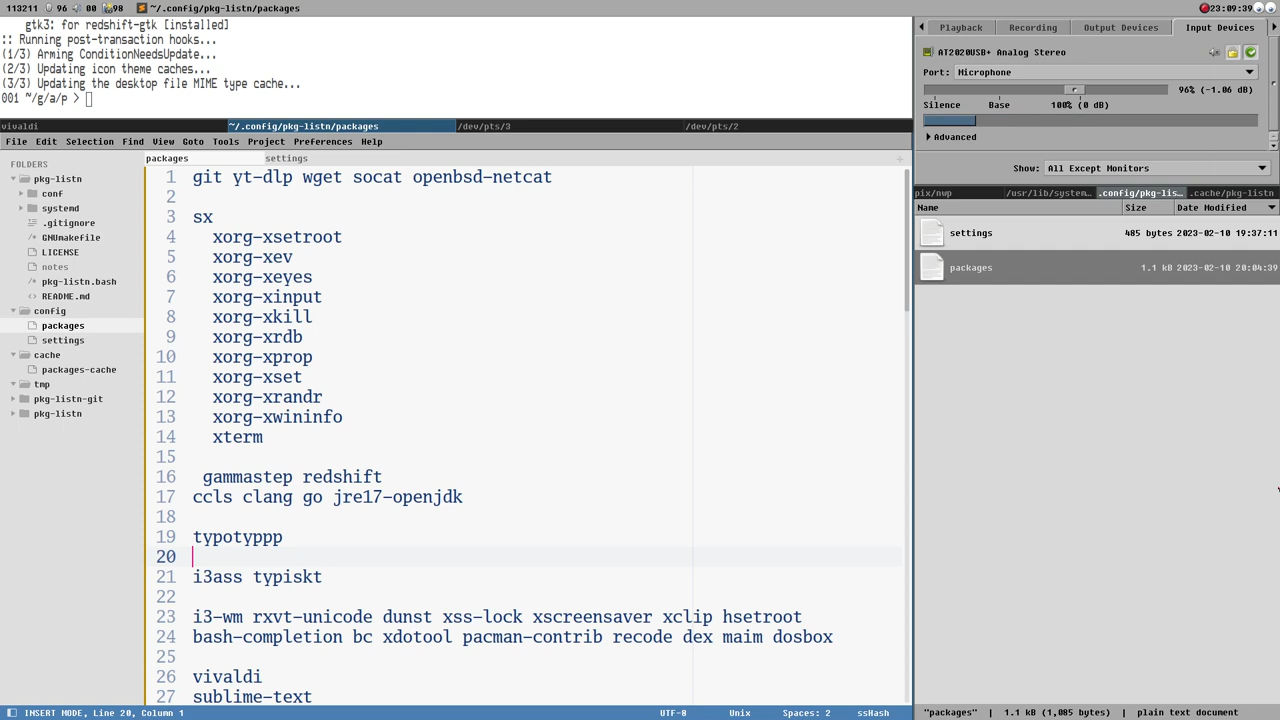 113211 96 00 98 ~/.config/pkg-listn/packages 23:09:39
gtk3: for redshift-gtk [installed]
:: Running post-transaction hooks...
(1/3) Arming ConditionNeedsUpdate...
(2/3) Updating icon theme caches...
(3/3) Updating the desktop file MIME type cache...
001 ~/g/a/p >
vivaldi ~/.config/pkg-listn/packages /dev/pts/3 /dev/pts/2
File Edit Selection Find View Goto Tools Project Preferences Help
FOLDERS
pkg-listn
conf
systemd
.gitignore
GNUmakefile
LICENSE
notes
pkg-listn.bash
README.md
config
packages
settings
cache
packages-cache
tmp
pkg-listn-git
pkg-listn
packages settings
1 git yt-dlp wget socat openbsd-netcat
2
3 sx
4 xorg-xsetroot
5 xorg-xev
6 xorg-xeyes
7 xorg-xinput
8 xorg-xkill
9 xorg-xrdb
10 xorg-xprop
11 xorg-xset
12 xorg-xrandr
13 xorg-xwininfo
14 xterm
15
16 gammastep redshift
17 ccls clang go jre17-openjdk
18
19 typotyppp
20
21 i3ass typiskt
22
23 i3-wm rxvt-unicode dunst xss-lock xscreensaver xclip hsetroot
24 bash-completion bc xdotool pacman-contrib recode dex maim dosbox
25
26 vivaldi
27 sublime-text
INSERT MODE, Line 20, Column 1 UTF-8 Unix Spaces: 2 ssHash
Playback Recording Output Devices Input Devices
AT2020USB+ Analog Stereo
Port: Microphone
96% (-1.06 dB)
Silence Base 100% (0 dB)
Advanced
Show: All Except Monitors
pix/nwp /usr/lib/system… .config/pkg-lis… .cache/pkg-listn
Name Size Date Modified
settings 485 bytes 2023-02-10 19:37:11
packages 1.1 kB 2023-02-10 20:04:39
"packages" | 1.1 kB (1,085 bytes) | plain text document